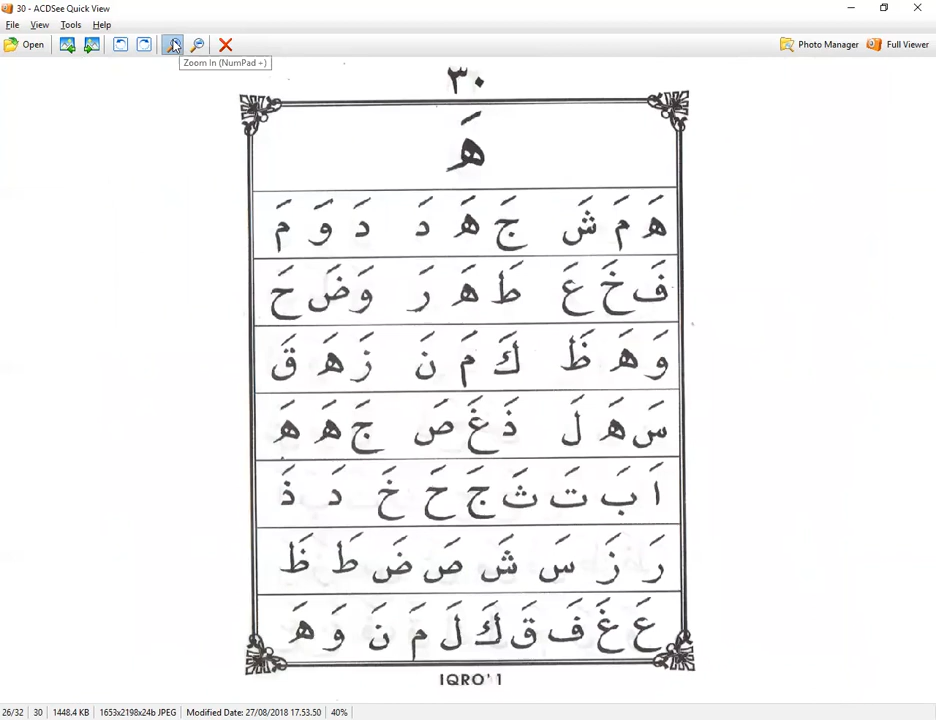 30 - ACDSee Quick View
File View Tools Help
Open Photo Manager Full Viewer
Zoom In (NumPad +)
٣٠
هَ
هَ مَ شَ جَ هَ دَ دَ وَ مَ
فَ خَ عَ طَ هَ رَ وَ ضَ حَ
وَ هَ ظَ كَ مَ نَ زَ هَ قَ
سَ هَ لَ ذَ غَ صَ جَ هَ هَ
اَ بَ تَ ثَ جَ حَ خَ دَ ذَ
رَ زَ سَ شَ صَ ضَ طَ ظَ
عَ غَ فَ قَ كَ لَ مَ نَ وَ هَ
IQRO' 1
26/32 30 1448.4 KB 1653x2198x24b JPEG Modified Date: 27/08/2018 17.53.50 40%